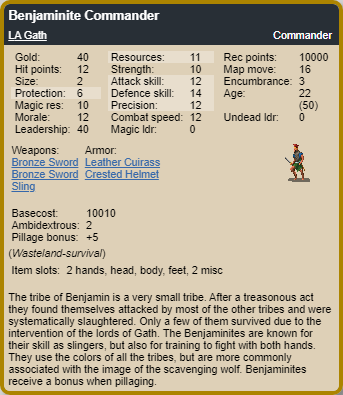 Benjaminite Commander
LA Gath Commander
Gold: 40 Resources: 11 Rec points: 10000
Hit points: 12 Strength: 10 Map move: 16
Size: 2 Attack skill: 12 Encumbrance: 3
Protection: 6 Defence skill: 14 Age: 22
Magic res: 10 Precision: 12 (50)
Morale: 12 Combat speed: 12 Undead ldr: 0
Leadership: 40 Magic ldr: 0
Weapons: Armor:
Bronze Sword Leather Cuirass
Bronze Sword Crested Helmet
Sling
Basecost: 10010
Ambidextrous: 2
Pillage bonus: +5
(Wasteland-survival)
Item slots: 2 hands, head, body, feet, 2 misc
The tribe of Benjamin is a very small tribe. After a treasonous act
they found themselves attacked by most of the other tribes and were
systematically slaughtered. Only a few of them survived due to the
intervention of the lords of Gath. The Benjaminites are known for
their skill as slingers, but also for training to fight with both hands.
They use the colors of all the tribes, but are more commonly
associated with the image of the scavenging wolf. Benjaminites
receive a bonus when pillaging.